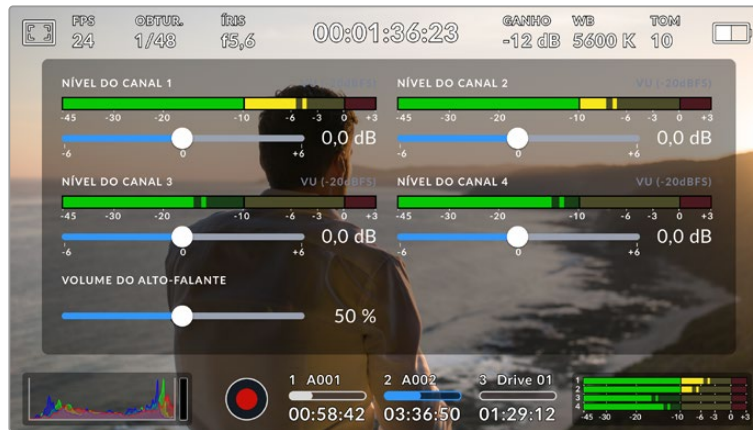 FPS OBTUR. ÍRIS GANHO WB TOM
24 1/48 f5,6 00:01:36:23 -12 dB 5600 K 10
NÍVEL DO CANAL 1 VU (-20dBFS) NÍVEL DO CANAL 2 VU (-20dBFS)
-45 -30 -20 -10 -6 -3 0 +3 -45 -30 -20 -10 -6 -3 0 +3
0,0 dB 0,0 dB
-6 0 +6 -6 0 +6
NÍVEL DO CANAL 3 VU (-20dBFS) NÍVEL DO CANAL 4 VU (-20dBFS)
-45 -30 -20 -10 -6 -3 0 +3 -45 -30 -20 -10 -6 -3 0 +3
0,0 dB 0,0 dB
-6 0 +6 -6 0 +6
VOLUME DO ALTO-FALANTE
50 %
1 A001 2 A002 3 Drive 01
00:58:42 03:36:50 01:29:12
1
2
3
4
-45 -30 -20 -10 -6 -3 0 +3